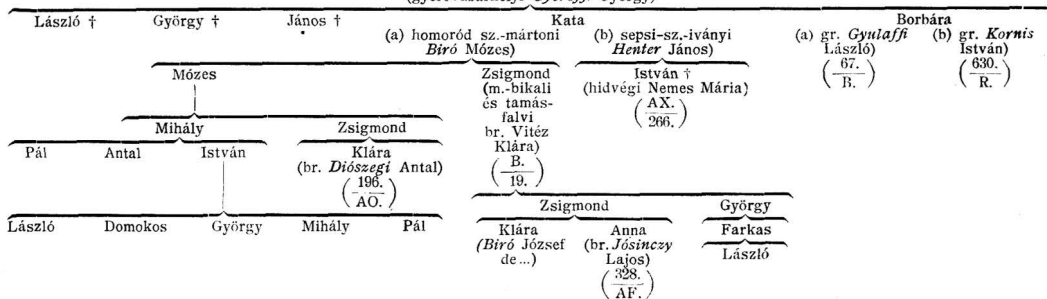 László † György † János † Kata Borbára
(a) homoród sz.-mártoni (b) sepsi-sz.-iványi (a) gr. Gyulaffi (b) gr. Kornis
Biró Mózes) Henter János) László) István)
Mózes Zsigmond István † (67. / B.) (630. / R.)
(m.-bikali (hidvégi Nemes Mária)
és tamás- (AX. / 266.)
falvi
Mihály Zsigmond br. Vitéz
Pál Antal István Klára Klára)
(br. Diószegi Antal) (B. / 19.)
(196. / AO.)
Zsigmond György
László Domokos György Mihály Pál Klára Anna Farkas
(Biró József (br. Jósinczy László
de ...) Lajos)
(328. / AF.)